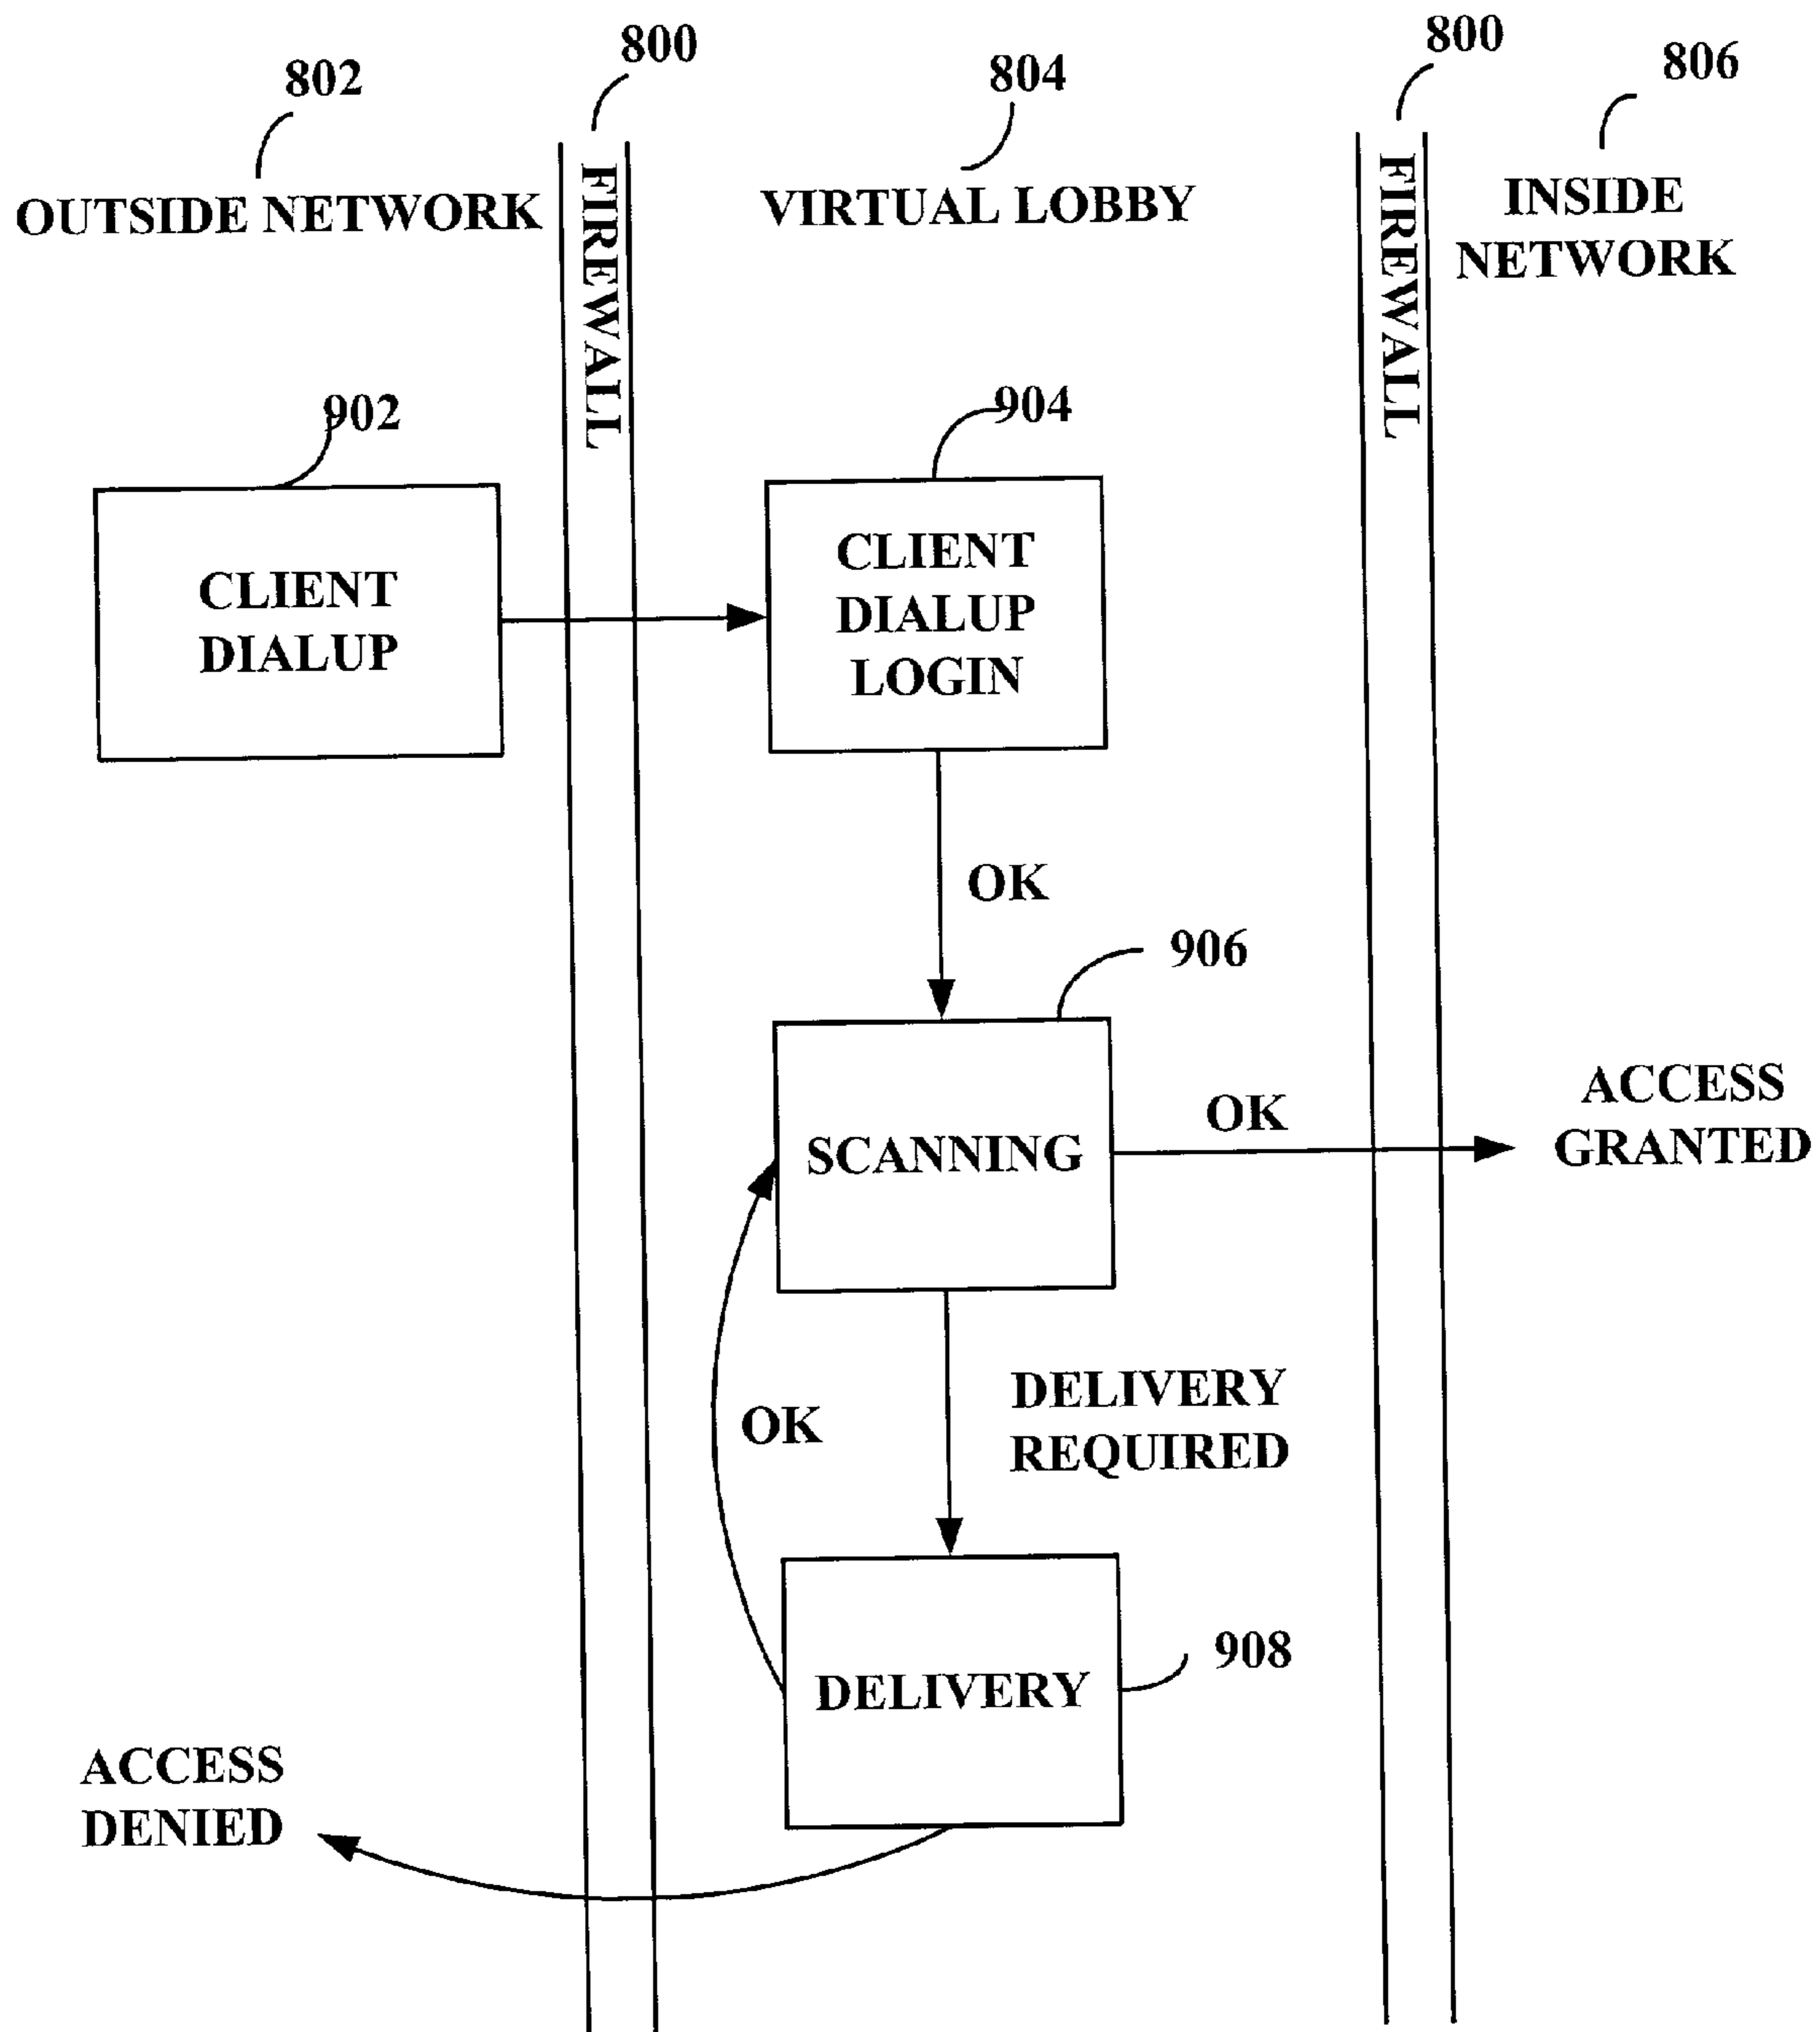 802
800
804
800
806
OUTSIDE NETWORK
FIREWALL
VIRTUAL LOBBY
FIREWALL
INSIDE
NETWORK
902
904
CLIENT
DIALUP
CLIENT
DIALUP
LOGIN
OK
906
SCANNING
OK
ACCESS
GRANTED
OK
DELIVERY
REQUIRED
DELIVERY
908
ACCESS
DENIED